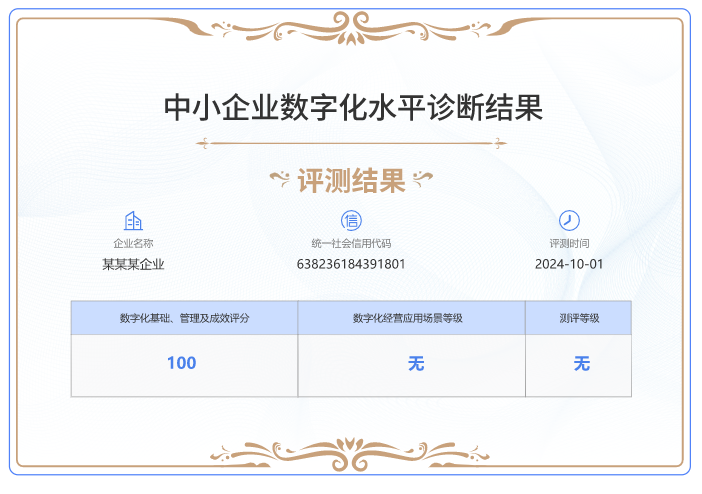 中小企业数字化水平诊断结果
评测结果
企业名称
统一社会信用代码
评测时间
某某某企业
638236184391801
2024-10-01
数字化基础、管理及成效评分
数字化经营应用场景等级
测评等级
100
无
无